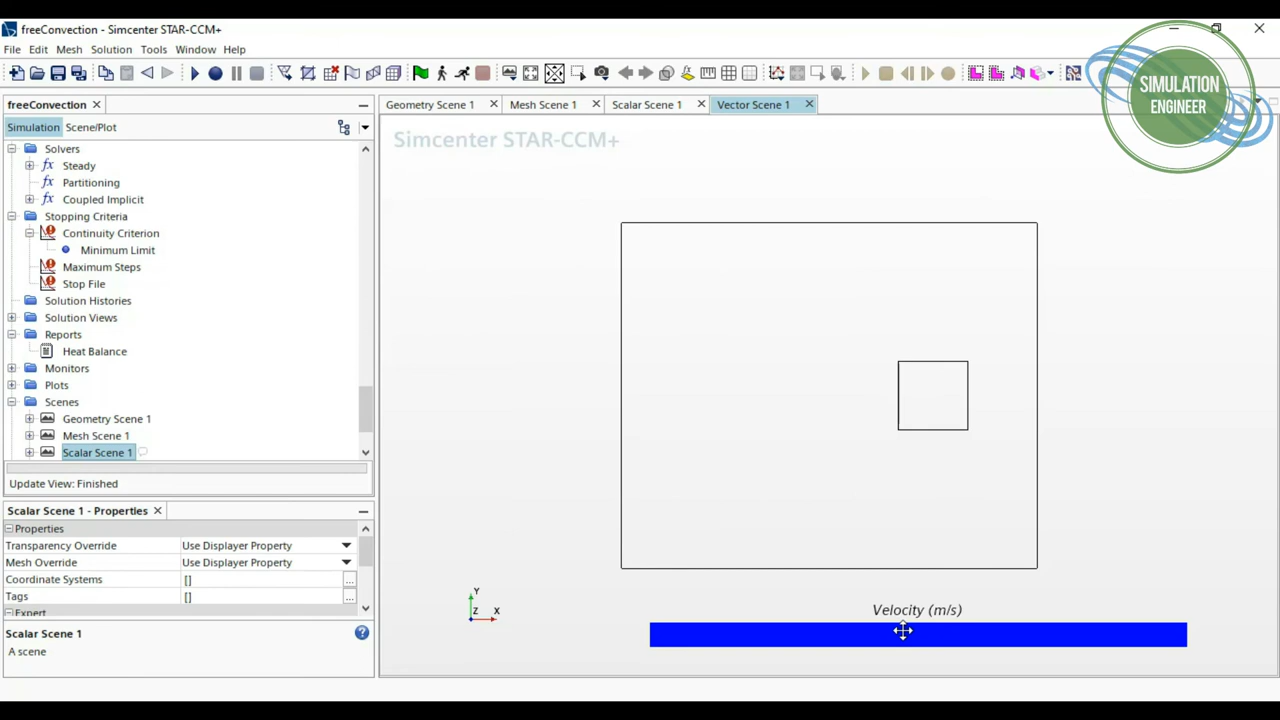 freeConvection - Simcenter STAR-CCM+
File Edit Mesh Solution Tools Window Help
SIMULATION
ENGINEER
freeConvection
Geometry Scene 1 Mesh Scene 1 Scalar Scene 1 Vector Scene 1
Simulation Scene/Plot
Simcenter STAR-CCM+
Solvers
fx Steady
fx Partitioning
fx Coupled Implicit
Stopping Criteria
Continuity Criterion
Minimum Limit
Maximum Steps
Stop File
Solution Histories
Solution Views
Reports
Heat Balance
Monitors
Plots
Scenes
Geometry Scene 1
Mesh Scene 1
Scalar Scene 1
Update View: Finished
Scalar Scene 1 - Properties
Properties
Transparency Override Use Displayer Property
Mesh Override Use Displayer Property
Coordinate Systems []
Tags []
Expert
Scalar Scene 1
A scene
Y
Z X
Velocity (m/s)